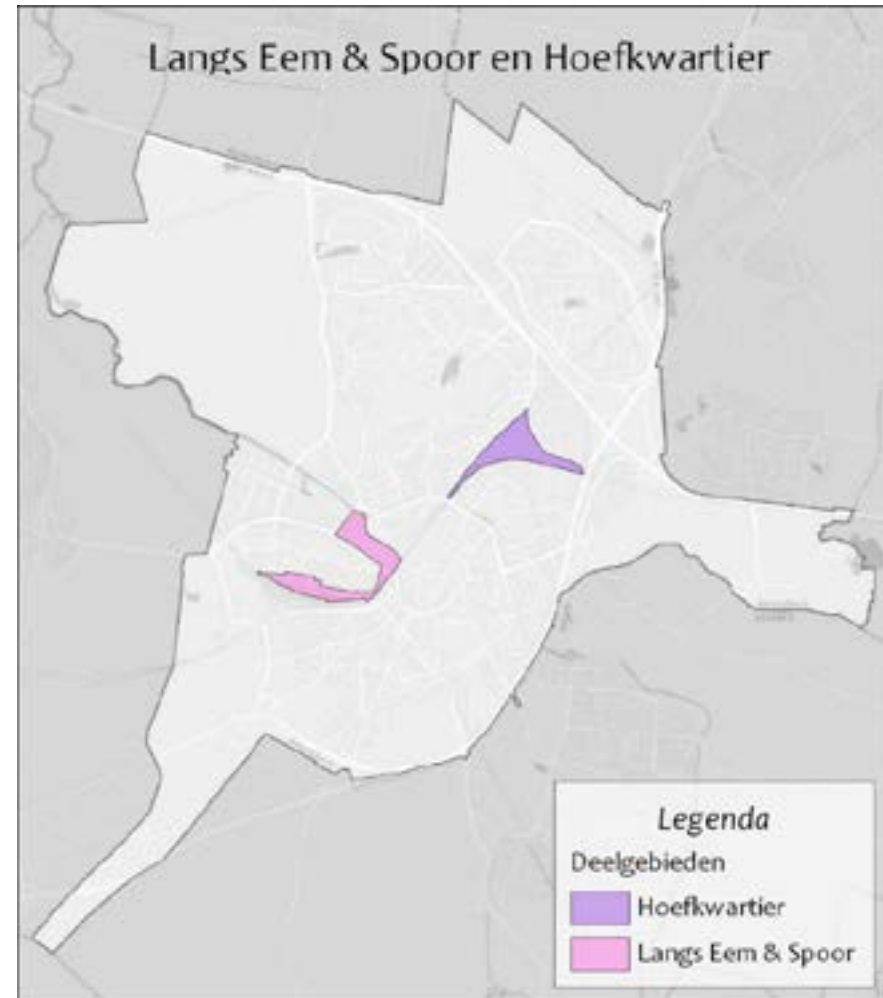 Langs Eem & Spoor en Hoefkwartier
Legenda
Deelgebieden
Hoefkwartier
Langs Eem & Spoor